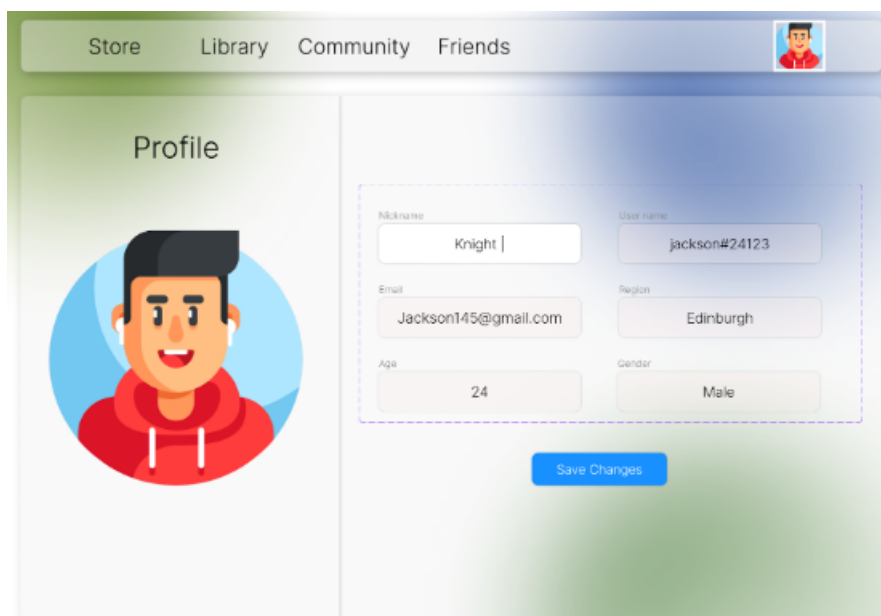 Store Library Community Friends
Profile
Nickname User name
Knight jackson#24123
Email Region
Jackson145@gmail.com Edinburgh
Age Gender
24 Male
Save Changes